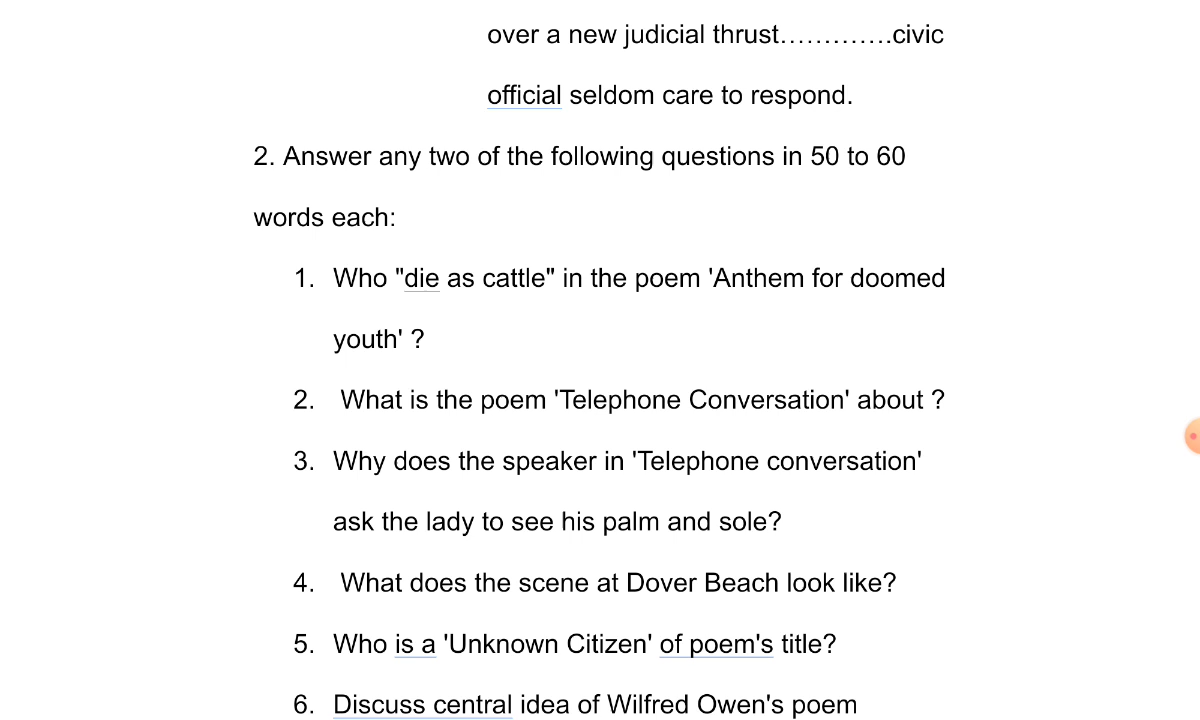 over a new judicial thrust………….civic
official seldom care to respond.
2. Answer any two of the following questions in 50 to 60
words each:
1. Who "die as cattle" in the poem 'Anthem for doomed
youth' ?
2. What is the poem 'Telephone Conversation' about ?
3. Why does the speaker in 'Telephone conversation'
ask the lady to see his palm and sole?
4. What does the scene at Dover Beach look like?
5. Who is a 'Unknown Citizen' of poem's title?
6. Discuss central idea of Wilfred Owen's poem